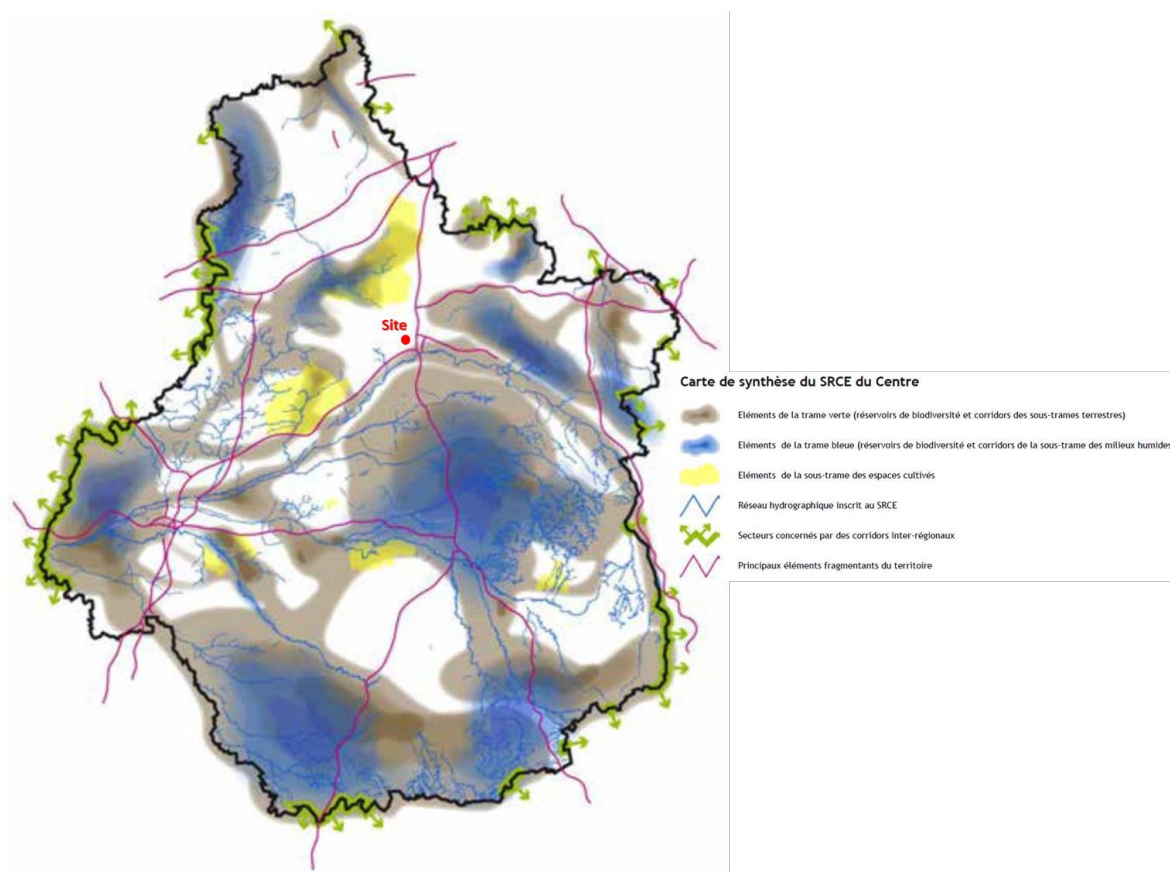 Site
Carte de synthèse du SRCE du Centre
Eléments de la trame verte (réservoirs de biodiversité et corridors des sous-trames terrestres)
Eléments de la trame bleue (réservoirs de biodiversité et corridors de la sous-trame des milieux humides
Eléments de la sous-trame des espaces cultivés
Réseau hydrographique inscrit au SRCE
Secteurs concernés par des corridors inter-régionaux
Principaux éléments fragmentants du territoire